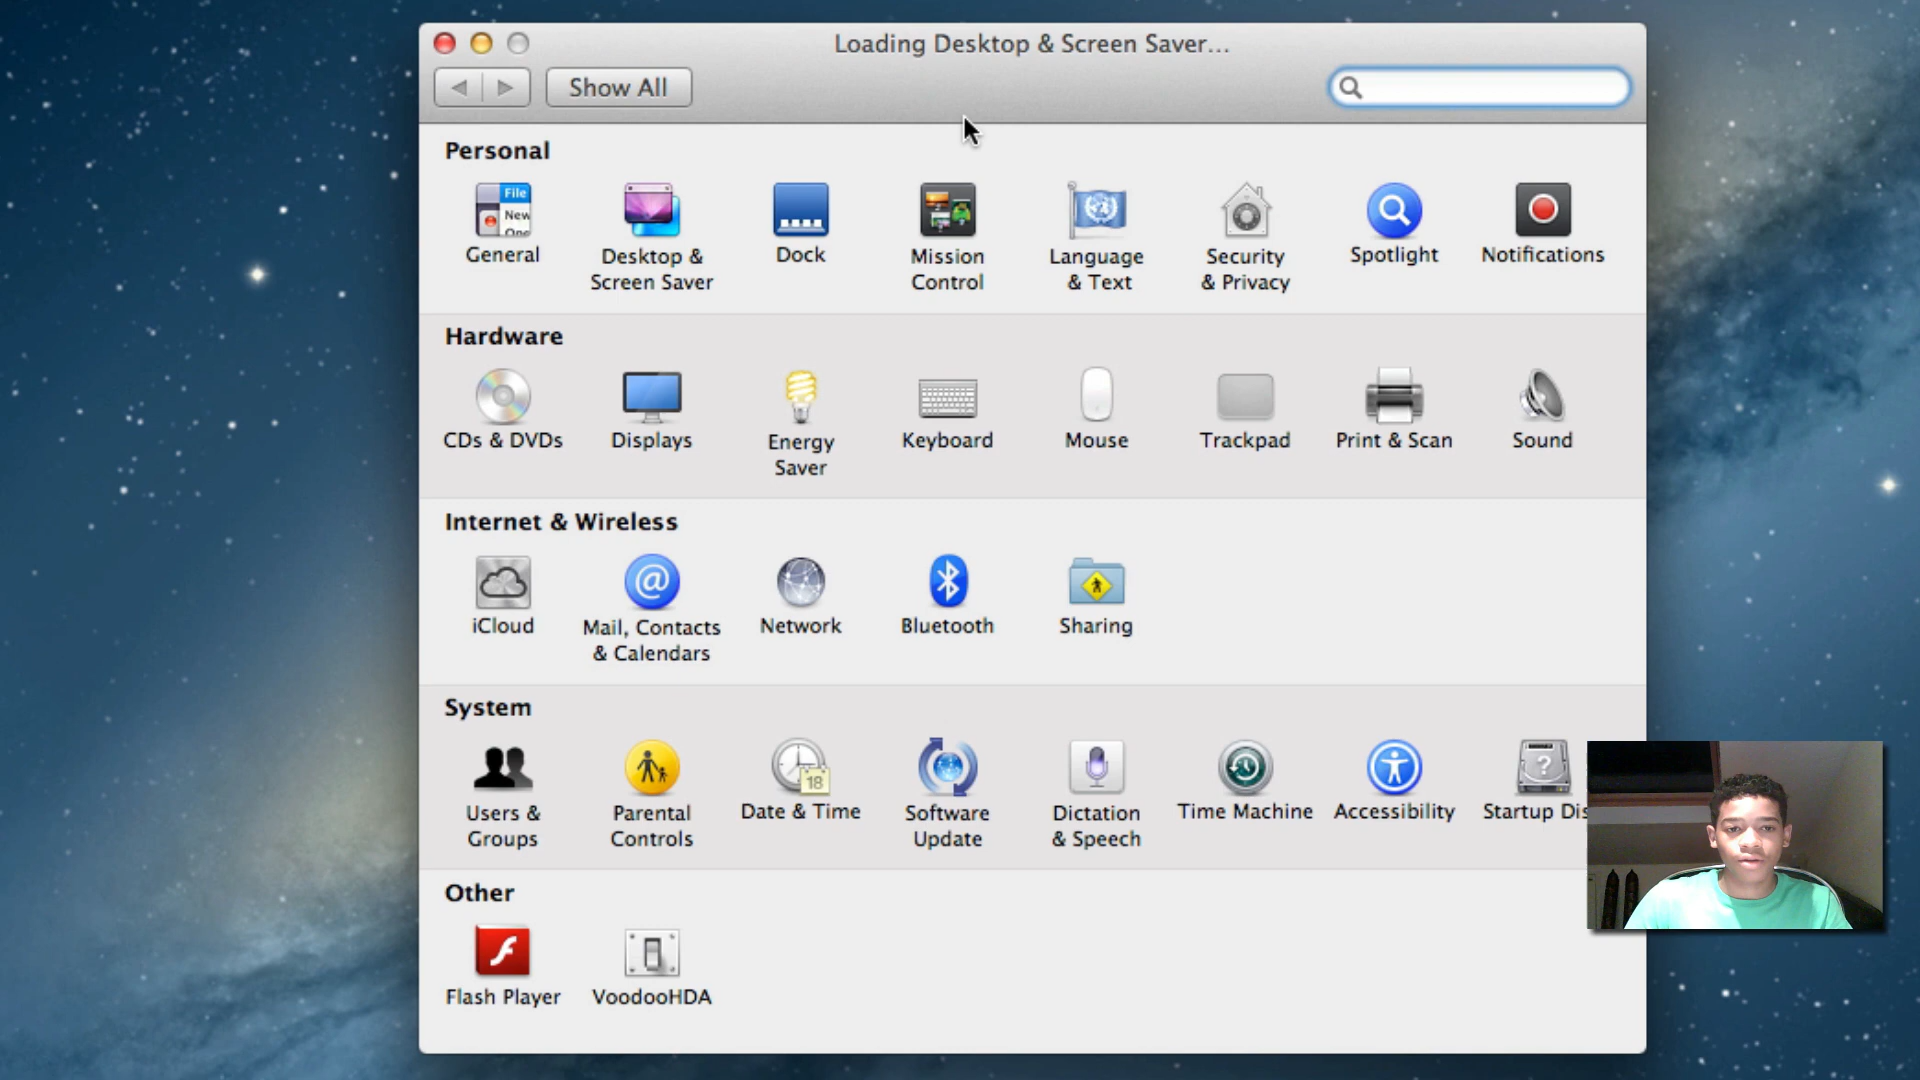 Loading Desktop & Screen Saver...
Show All
Personal
File
New
General
Desktop &
Screen Saver
Dock
Mission
Control
Language
& Text
Security
& Privacy
Spotlight
Notifications
Hardware
CDs & DVDs
Displays
Energy
Saver
Keyboard
Mouse
Trackpad
Print & Scan
Sound
Internet & Wireless
iCloud
@
Mail, Contacts
& Calendars
Network
Bluetooth
Sharing
System
Users &
Groups
Parental
Controls
18
Date & Time
Software
Update
Dictation
& Speech
Time Machine
Accessibility
?
Startup Dis
Other
Flash Player
VoodooHDA